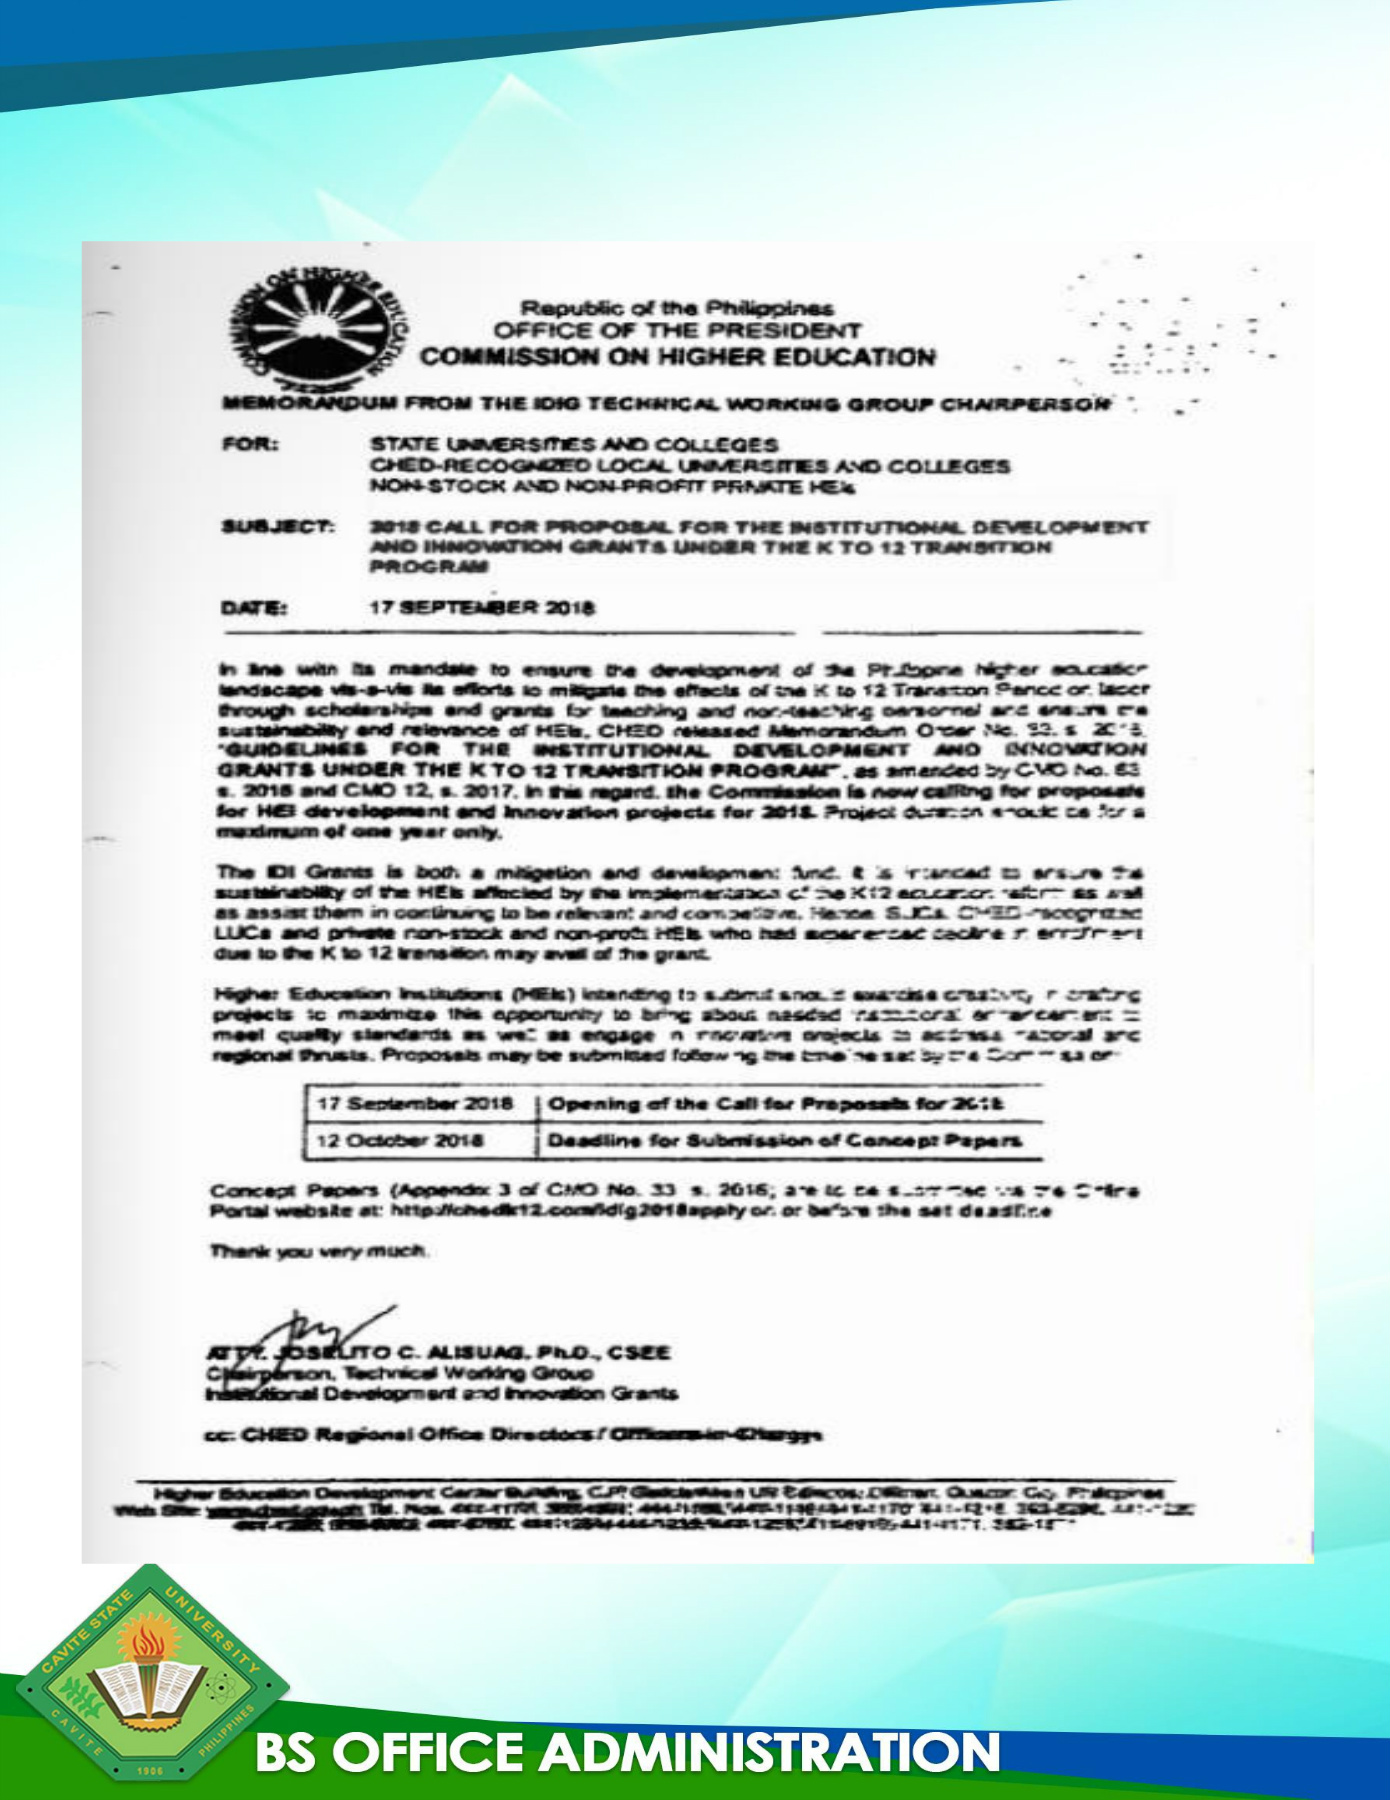 COMMISSION ON HIGHER EDUCATION
Republic of the Philippines
OFFICE OF THE PRESIDENT
COMMISSION ON HIGHER EDUCATION
MEMORANDUM FROM THE IDIG TECHNICAL WORKING GROUP CHAIRPERSON
FOR: STATE UNIVERSITIES AND COLLEGES
CHED-RECOGNIZED LOCAL UNIVERSITIES AND COLLEGES
NON-STOCK AND NON-PROFIT PRIVATE HEIs
SUBJECT: 2018 CALL FOR PROPOSAL FOR THE INSTITUTIONAL DEVELOPMENT
AND INNOVATION GRANTS UNDER THE K TO 12 TRANSITION
PROGRAM
DATE: 17 SEPTEMBER 2018
In line with its mandate to ensure the development of the Philippine higher education
landscape vis-a-vis its efforts to mitigate the effects of the K to 12 Transition Period on labor
through scholarships and grants for teaching and non-teaching personnel and ensure the
sustainability and relevance of HEIs, CHED released Memorandum Order No. 33, s. 2016,
"GUIDELINES FOR THE INSTITUTIONAL DEVELOPMENT AND INNOVATION
GRANTS UNDER THE K TO 12 TRANSITION PROGRAM", as amended by CMO No. 63
s. 2016 and CMO 12, s. 2017. In this regard, the Commission is now calling for proposals
for HEI development and innovation projects for 2018. Project duration should be for a
maximum of one year only.
The IDI Grants is both a mitigation and development fund. It is intended to ensure the
sustainability of the HEIs affected by the implementation of the K12 education reform as well
as assist them in continuing to be relevant and competitive. Hence, SUCs, CHED-recognized
LUCs and private non-stock and non-profit HEIs who had experienced decline in enrollment
due to the K to 12 transition may avail of the grant.
Higher Education Institutions (HEIs) intending to submit should exercise creativity in crafting
projects to maximize this opportunity to bring about needed institutional enhancement to
meet quality standards as well as engage in innovative projects to address national and
regional thrusts. Proposals may be submitted following the timeline set by the Commission
17 September 2018 Opening of the Call for Proposals for 2018
12 October 2018 Deadline for Submission of Concept Papers
Concept Papers (Appendix 3 of CMO No. 33 s. 2016) are to be submitted via the Online
Portal website at: http://chedk12.com/idig2018apply on or before the set deadline
Thank you very much.
ATTY. JOSELITO C. ALISUAG, Ph.D., CSEE
Chairperson, Technical Working Group
Institutional Development and Innovation Grants
cc: CHED Regional Office Directors / Officers-in-Charge
Higher Education Development Center Building, C.P. Garcia Ave., UP Diliman, Quezon City, Philippines
Web Site: Tel. Nos.
CAVITE STATE UNIVERSITY
CAVITE PHILIPPINES
1906
BS OFFICE ADMINISTRATION